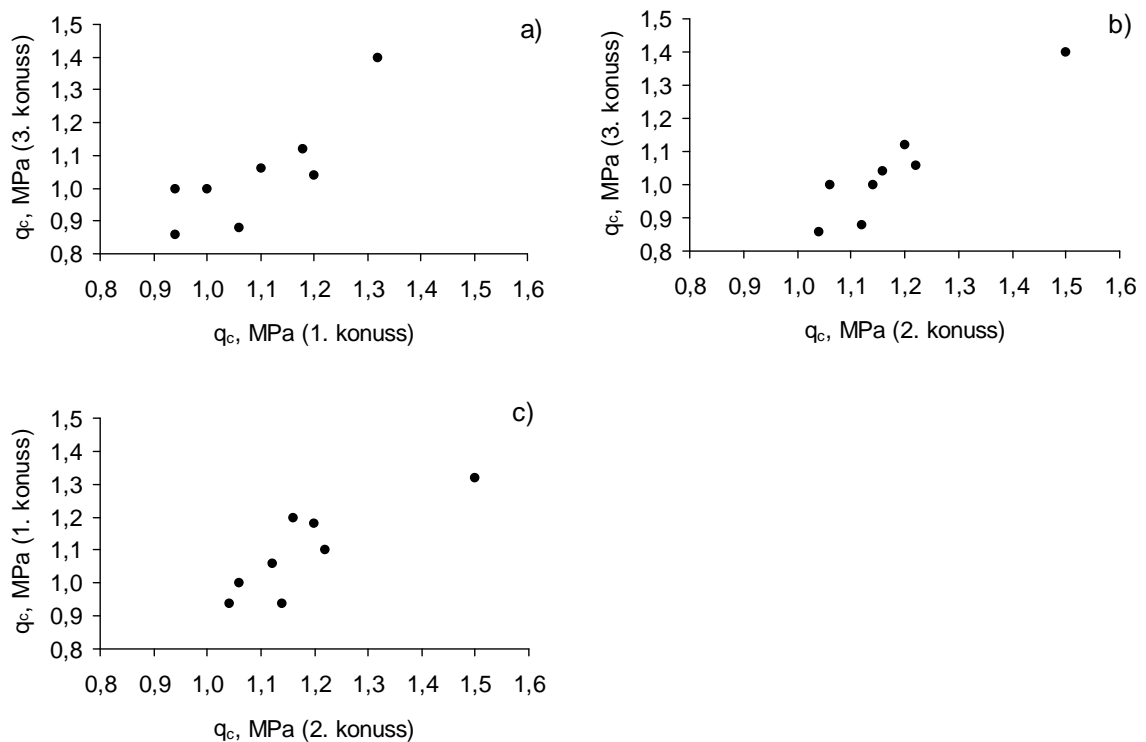 a)
q_c, MPa (3. konuss)
1,5
1,4
1,3
1,2
1,1
1,0
0,9
0,8
0,8 0,9 1,0 1,1 1,2 1,3 1,4 1,5 1,6
q_c, MPa (1. konuss)
b)
q_c, MPa (3. konuss)
1,5
1,4
1,3
1,2
1,1
1,0
0,9
0,8
0,8 0,9 1,0 1,1 1,2 1,3 1,4 1,5 1,6
q_c, MPa (2. konuss)
c)
q_c, MPa (1. konuss)
1,5
1,4
1,3
1,2
1,1
1,0
0,9
0,8
0,8 0,9 1,0 1,1 1,2 1,3 1,4 1,5 1,6
q_c, MPa (2. konuss)